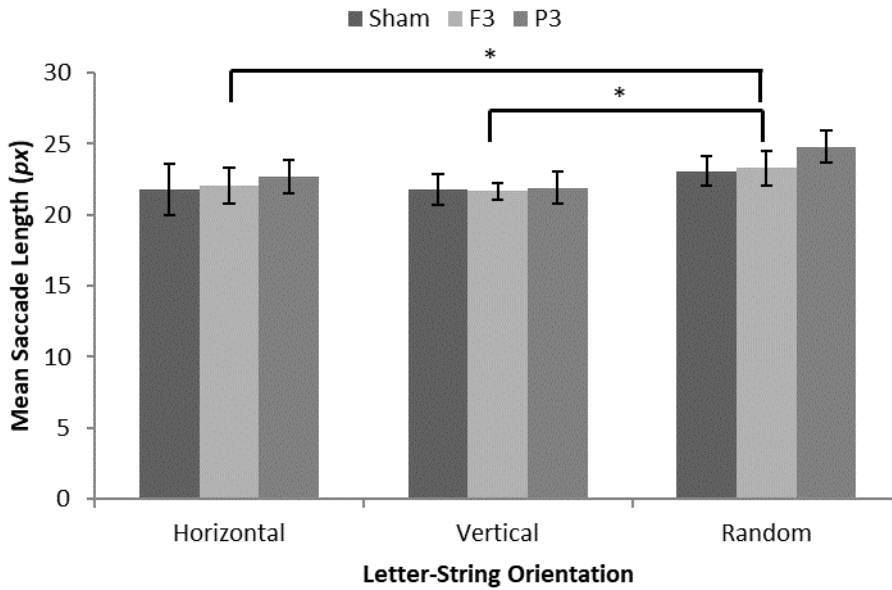 Sham F3 P3
*
*
30
25
20
15
10
5
0
Mean Saccade Length (px)
Horizontal Vertical Random
Letter-String Orientation